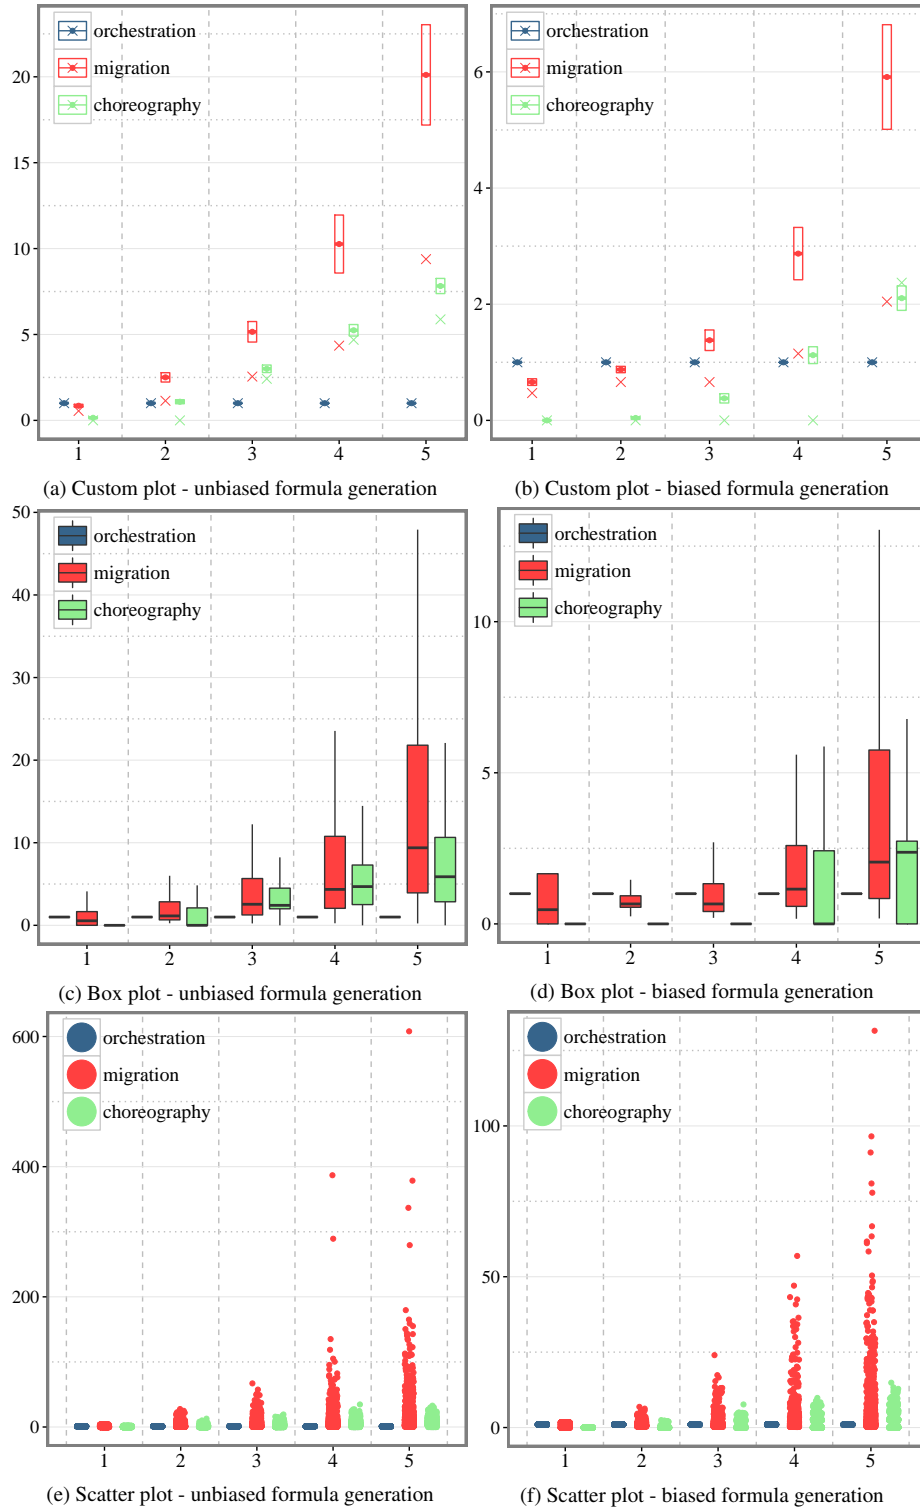 orchestration
migration
choreography
20
15
10
5
0
1 2 3 4 5
(a) Custom plot - unbiased formula generation
orchestration
migration
choreography
6
4
2
0
1 2 3 4 5
(b) Custom plot - biased formula generation
orchestration
migration
choreography
50
40
30
20
10
0
1 2 3 4 5
(c) Box plot - unbiased formula generation
orchestration
migration
choreography
10
5
0
1 2 3 4 5
(d) Box plot - biased formula generation
orchestration
migration
choreography
600
400
200
0
1 2 3 4 5
(e) Scatter plot - unbiased formula generation
orchestration
migration
choreography
100
50
0
1 2 3 4 5
(f) Scatter plot - biased formula generation